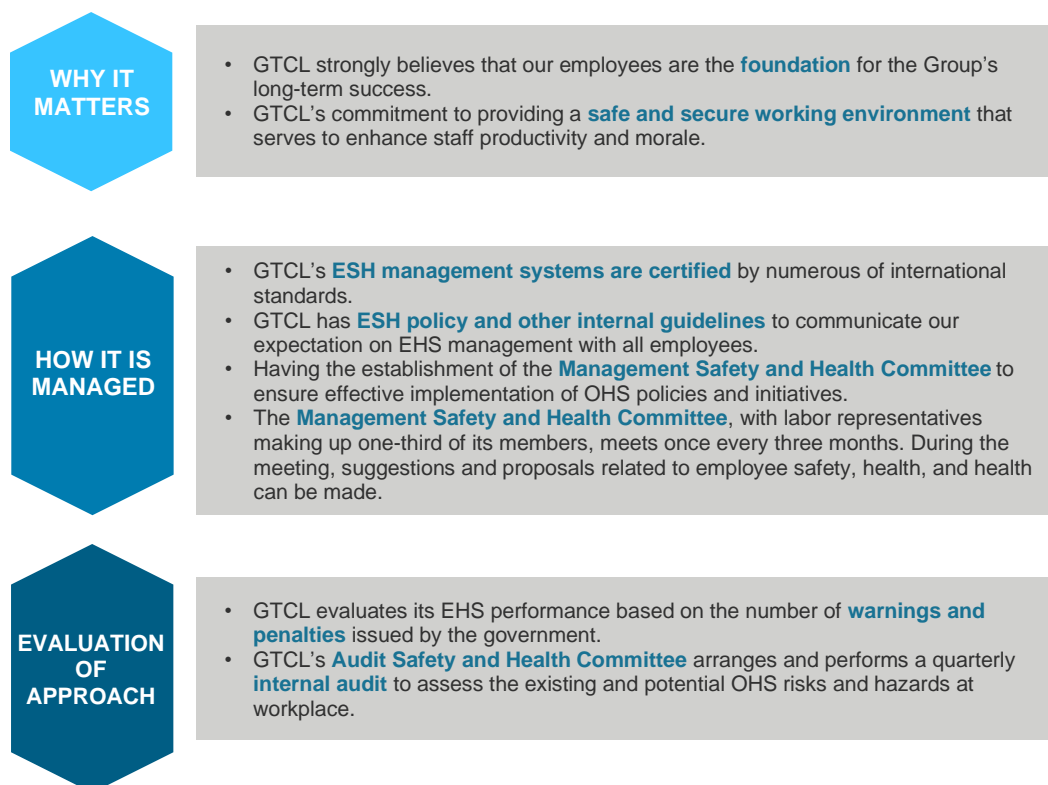 WHY IT
MATTERS
• GTCL strongly believes that our employees are the foundation for the Group's
long-term success.
• GTCL's commitment to providing a safe and secure working environment that
serves to enhance staff productivity and morale.
HOW IT IS
MANAGED
• GTCL's ESH management systems are certified by numerous of international
standards.
• GTCL has ESH policy and other internal guidelines to communicate our
expectation on EHS management with all employees.
• Having the establishment of the Management Safety and Health Committee to
ensure effective implementation of OHS policies and initiatives.
• The Management Safety and Health Committee, with labor representatives
making up one-third of its members, meets once every three months. During the
meeting, suggestions and proposals related to employee safety, health, and health
can be made.
EVALUATION
OF
APPROACH
• GTCL evaluates its EHS performance based on the number of warnings and
penalties issued by the government.
• GTCL's Audit Safety and Health Committee arranges and performs a quarterly
internal audit to assess the existing and potential OHS risks and hazards at
workplace.